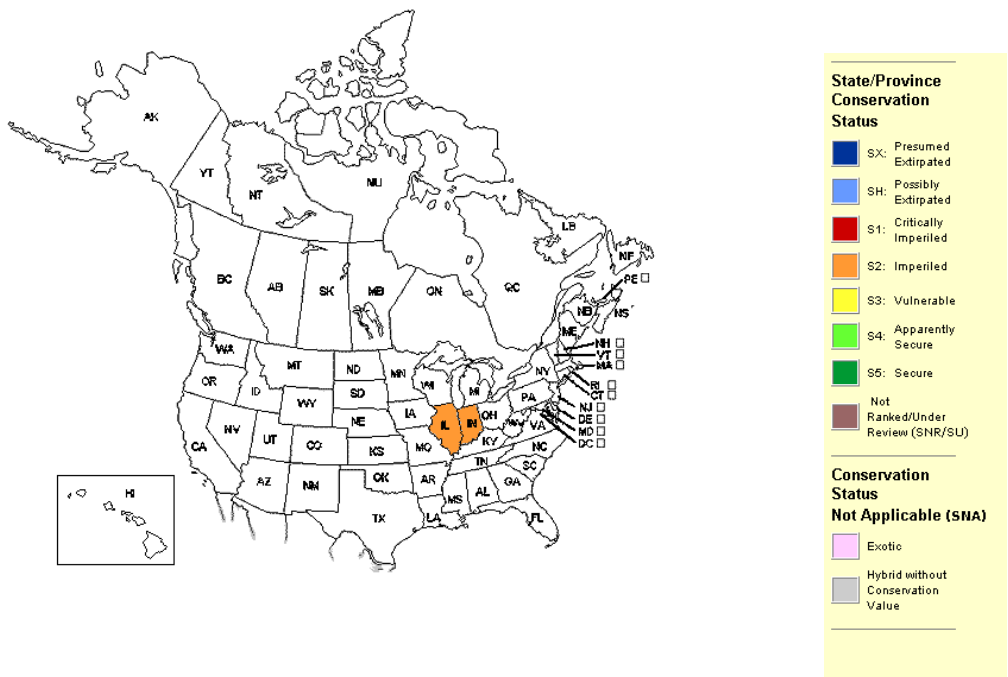 AK
YT
NT
NU
BC
AB
SK
MB
ON
QC
LB
NF
PE
NB
NS
ME
NH
VT
MA
RI
CT
NJ
DE
MD
DC
WA
MT
ND
MN
WI
MI
NY
OR
ID
WY
SD
IA
IL
IN
OH
PA
NV
UT
CO
NE
KS
MO
KY
WV
VA
CA
AZ
NM
OK
AR
TN
NC
SC
TX
LA
MS
AL
GA
FL
HI
State/Province
Conservation
Status
SX: Presumed
Extirpated
SH: Possibly
Extirpated
S1: Critically
Imperiled
S2: Imperiled
S3: Vulnerable
S4: Apparently
Secure
S5: Secure
Not
Ranked/Under
Review (SNR/SU)
Conservation
Status
Not Applicable (SNA)
Exotic
Hybrid without
Conservation
Value